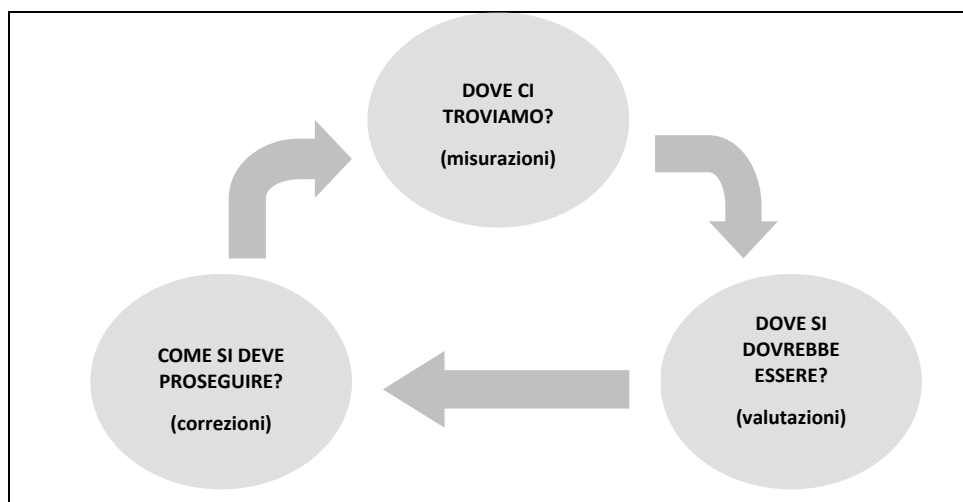 DOVE CI
TROVIAMO?
(misurazioni)
DOVE SI
DOVREBBE
ESSERE?
(valutazioni)
COME SI DEVE
PROSEGUIRE?
(correzioni)